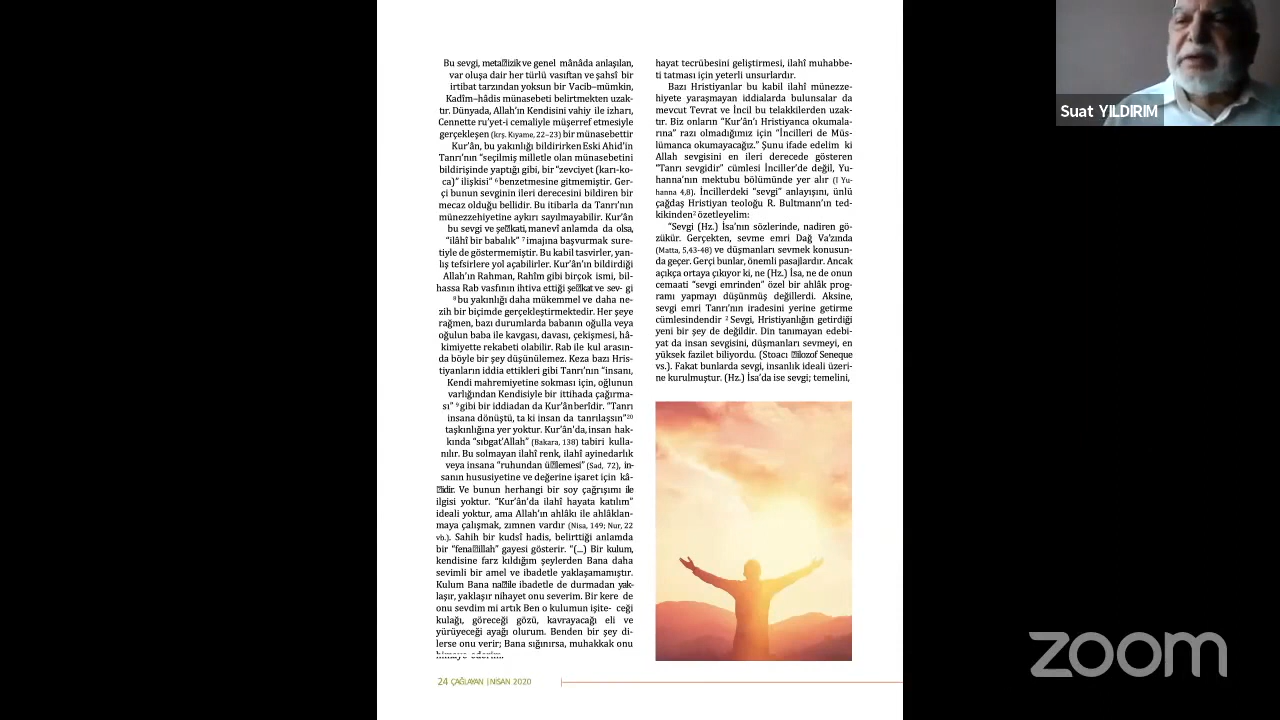 Bu sevgi, metafizik ve genel mânâda anlaşılan,
var oluşa dair her türlü vasıftan ve şahsî bir
irtibat tarzından yoksun bir Vacib–mümkin,
Kadîm–hâdis münasebeti belirtmekten uzak-
tır. Dünyada, Allah’ın Kendisini vahiy ile izharı,
Cennette ru’yet-i cemaliyle müşerref etmesiyle
gerçekleşen (krş. Kıyame, 22–23) bir münasebettir
Kur’ân, bu yakınlığı bildirirken Eski Ahid’in
Tanrı’nın “seçilmiş milletle olan münasebetini
bildirişinde yaptığı gibi, bir “zevciyet (karı-ko-
ca)” ilişkisi” 6 benzetmesine gitmemiştir. Ger-
çi bunun sevginin ileri derecesini bildiren bir
mecaz olduğu bellidir. Bu itibarla da Tanrı’nın
münezzehiyetine aykırı sayılmayabilir. Kur’ân
bu sevgi ve şefkati, manevî anlamda da olsa,
“ilâhî bir babalık” 7 imajına başvurmak sure-
tiyle de göstermemiştir. Bu kabil tasvirler, yan-
lış tefsirlere yol açabilirler. Kur’ân’ın bildirdiği
Allah’ın Rahman, Rahîm gibi birçok ismi, bil-
hassa Rab vasfının ihtiva ettiği şefkat ve sev- gi
8 bu yakınlığı daha mükemmel ve daha ne-
zih bir biçimde gerçekleştirmektedir. Her şeye
rağmen, bazı durumlarda babanın oğulla veya
oğulun baba ile kavgası, davası, çekişmesi, hâ-
kimiyette rekabeti olabilir. Rab ile kul arasın-
da böyle bir şey düşünülemez. Keza bazı Hris-
tiyanların iddia ettikleri gibi Tanrı’nın “insanı,
Kendi mahremiyetine sokması için, oğlunun
varlığından Kendisiyle bir ittihada çağırma-
sı” 9 gibi bir iddiadan da Kur’ân berîdir. “Tanrı
insana dönüştü, ta ki insan da tanrılaşsın”20
taşkınlığına yer yoktur. Kur’ân’da, insan hak-
kında “sıbgat’Allah” (Bakara, 138) tabiri kulla-
nılır. Bu solmayan ilahî renk, ilahî ayinedarlık
veya insana “ruhundan üflemesi” (Sad, 72), in-
sanın hususiyetine ve değerine işaret için kâ-
fidir. Ve bunun herhangi bir soy çağrışımı ile
ilgisi yoktur. “Kur’ân’da ilahî hayata katılım”
ideali yoktur, ama Allah’ın ahlâkı ile ahlâklan-
maya çalışmak, zımnen vardır (Nisa, 149; Nur, 22
vb.). Sahih bir kudsî hadis, belirttiği anlamda
bir “fenafillah” gayesi gösterir. “(...) Bir kulum,
kendisine farz kıldığım şeylerden Bana daha
sevimli bir amel ve ibadetle yaklaşamamıştır.
Kulum Bana nafile ibadetle de durmadan yak-
laşır, yaklaşır nihayet onu severim. Bir kere de
onu sevdim mi artık Ben o kulumun işite- ceği
kulağı, göreceği gözü, kavrayacağı eli ve
yürüyeceği ayağı olurum. Benden bir şey di-
lerse onu verir; Bana sığınırsa, muhakkak onu
himaye ederim.
hayat tecrübesini geliştirmesi, ilahî muhabbe-
ti tatması için yeterli unsurlardır.
Bazı Hristiyanlar bu kabil ilahî münezze-
hiyete yaraşmayan iddialarda bulunsalar da
mevcut Tevrat ve İncil bu telakkilerden uzak-
tır. Biz onların “Kur’ân’ı Hristiyanca okumala-
rına” razı olmadığımız için “İncilleri de Müs-
lümanca okumayacağız.” Şunu ifade edelim ki
Allah sevgisini en ileri derecede gösteren
“Tanrı sevgidir” cümlesi İnciller’de değil, Yu-
hanna’nın mektubu bölümünde yer alır (I Yu-
hanna 4,8). İncillerdeki “sevgi” anlayışını, ünlü
çağdaş Hristiyan teoloğu R. Bultmann’ın ted-
kikinden2 özetleyelim:
“Sevgi (Hz.) İsa’nın sözlerinde, nadiren gö-
zükür. Gerçekten, sevme emri Dağ Va’zında
(Matta, 5,43-48) ve düşmanları sevmek konusun-
da geçer. Gerçi bunlar, önemli pasajlardır. Ancak
açıkça ortaya çıkıyor ki, ne (Hz.) İsa, ne de onun
cemaati “sevgi emrinden” özel bir ahlâk prog-
ramı yapmayı düşünmüş değillerdi. Aksine,
sevgi emri Tanrı’nın iradesini yerine getirme
cümlesindendir 2 Sevgi, Hristiyanlığın getirdiği
yeni bir şey de değildir. Din tanımayan edebi-
yat da insan sevgisini, düşmanları sevmeyi, en
yüksek fazilet biliyordu. (Stoacı filozof Seneque
vs.). Fakat bunlarda sevgi, insanlık ideali üzeri-
ne kurulmuştur. (Hz.) İsa’da ise sevgi; temelini,
24 ÇAĞLAYAN | NİSAN 2020
Suat YILDIRIM
zoom